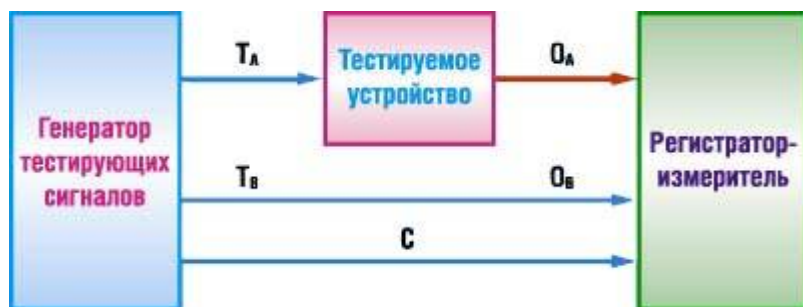 Генератор
тестирующих
сигналов
TA
Тестируемое
устройство
OA
TB
OB
C
Регистратор-
измеритель